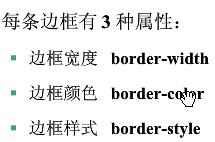 每条边框有 3 种属性：
边框宽度 border-width
边框颜色 border-color
边框样式 border-style